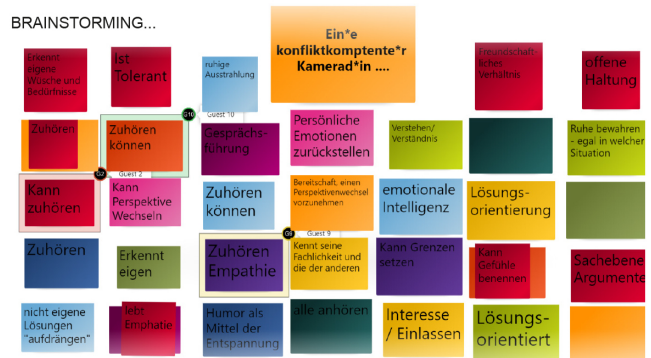 BRAINSTORMING...
Ein*e
konfliktkomptente*r
Kamerad*in ....
Erkennt
eigene
Wüsche und
Bedürfnisse
Ist
Tolerant
ruhige
Ausstrahlung
Freundschaft-
liches
Verhältnis
offene
Haltung
G10
Guest 10
Zuhören
Zuhören
können
Gesprächs-
führung
Persönliche
Emotionen
zurückstellen
Verstehen/
Verständnis
Ruhe bewahren
- egal in welcher
Situation
G2
Guest 2
Kann
zuhören
Kann
Perspektive
Wechseln
Zuhören
können
Bereitschaft, einen
Perspektivenwechsel
vorzunehmen
emotionale
Intelligenz
Lösungs-
orientierung
G9
Guest 9
Zuhören
Erkennt
eigen
Zuhören
Empathie
Kennt seine
Fachlichkeit und
die der anderen
Kann Grenzen
setzen
Kann
Gefühle
benennen
Sachebene
Argumente
nicht eigene
Lösungen
"aufdrängen"
lebt
Emphatie
Humor als
Mittel der
Entspannung
alle anhören
Interesse
/ Einlassen
Lösungs-
orientiert